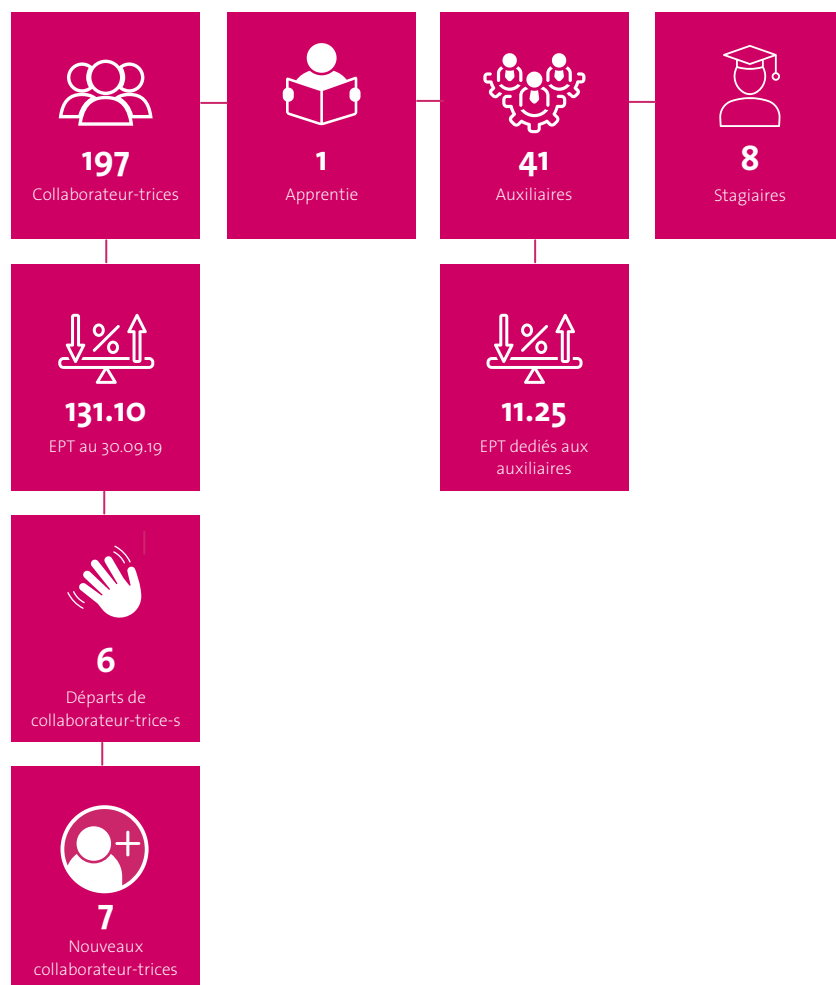 197
Collaborateur-trices
1
Apprentie
41
Auxiliaires
8
Stagiaires
%
131.10
EPT au 30.09.19
%
11.25
EPT dediés aux
auxiliaires
6
Départs de
collaborateur-trice-s
7
Nouveaux
collaborateur-trices